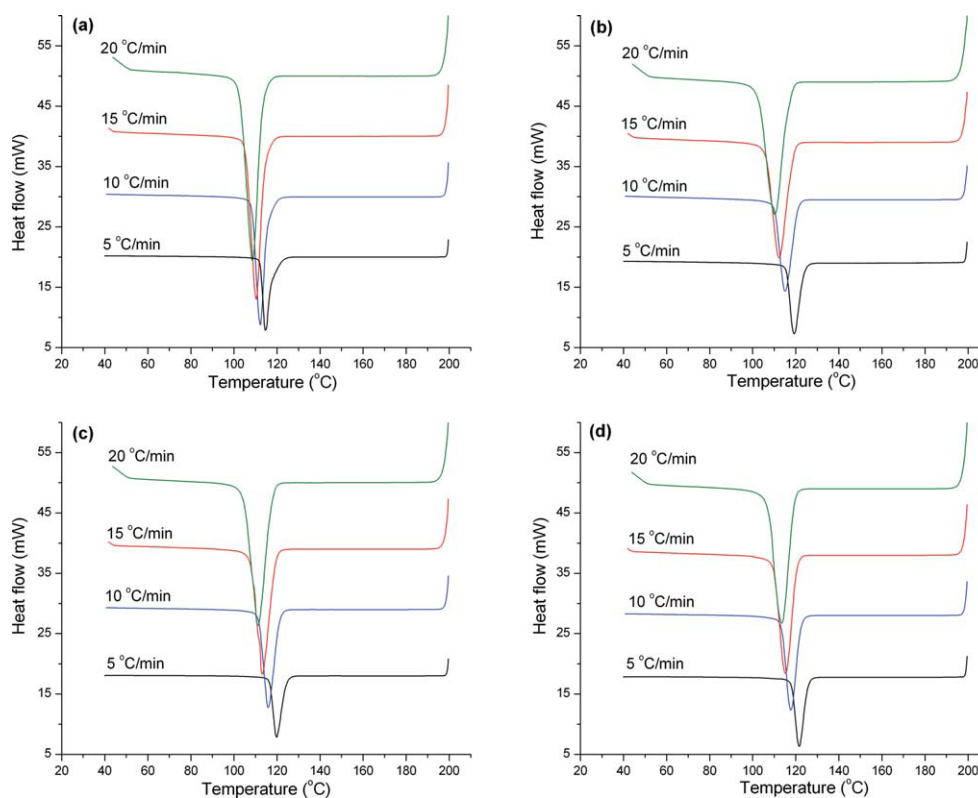 (a)
20 °C/min
15 °C/min
10 °C/min
5 °C/min
Heat flow (mW)
55
45
35
25
15
5
20 40 60 80 100 120 140 160 180 200
Temperature (°C)
(b)
20 °C/min
15 °C/min
10 °C/min
5 °C/min
Heat flow (mW)
55
45
35
25
15
5
20 40 60 80 100 120 140 160 180 200
Temperature (°C)
(c)
20 °C/min
15 °C/min
10 °C/min
5 °C/min
Heat flow (mW)
55
45
35
25
15
5
20 40 60 80 100 120 140 160 180 200
Temperature (°C)
(d)
20 °C/min
15 °C/min
10 °C/min
5 °C/min
Heat flow (mW)
55
45
35
25
15
5
20 40 60 80 100 120 140 160 180 200
Temperature (°C)